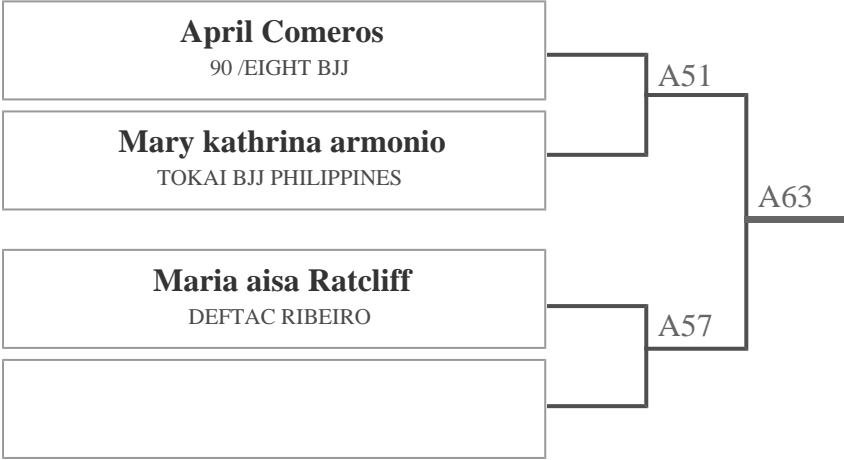 April Comeros
90 /EIGHT BJJ
A51
Mary kathrina armonio
TOKAI BJJ PHILIPPINES
A63
Maria aisa Ratcliff
DEFTAC RIBEIRO
A57